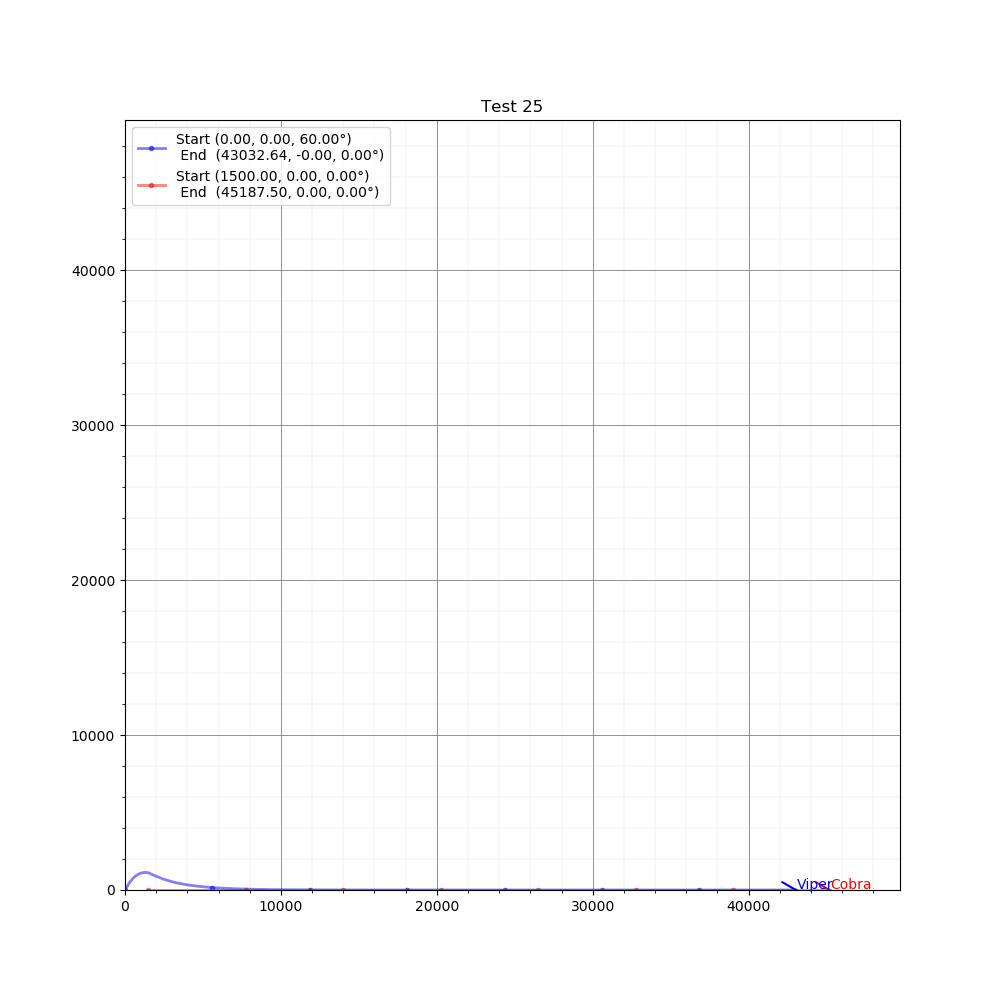 Test 25
Start (0.00, 0.00, 60.00°)
End (43032.64, -0.00, 0.00°)
Start (1500.00, 0.00, 0.00°)
End (45187.50, 0.00, 0.00°)
40000
30000
20000
10000
0
Viper
Cobra
0 10000 20000 30000 40000